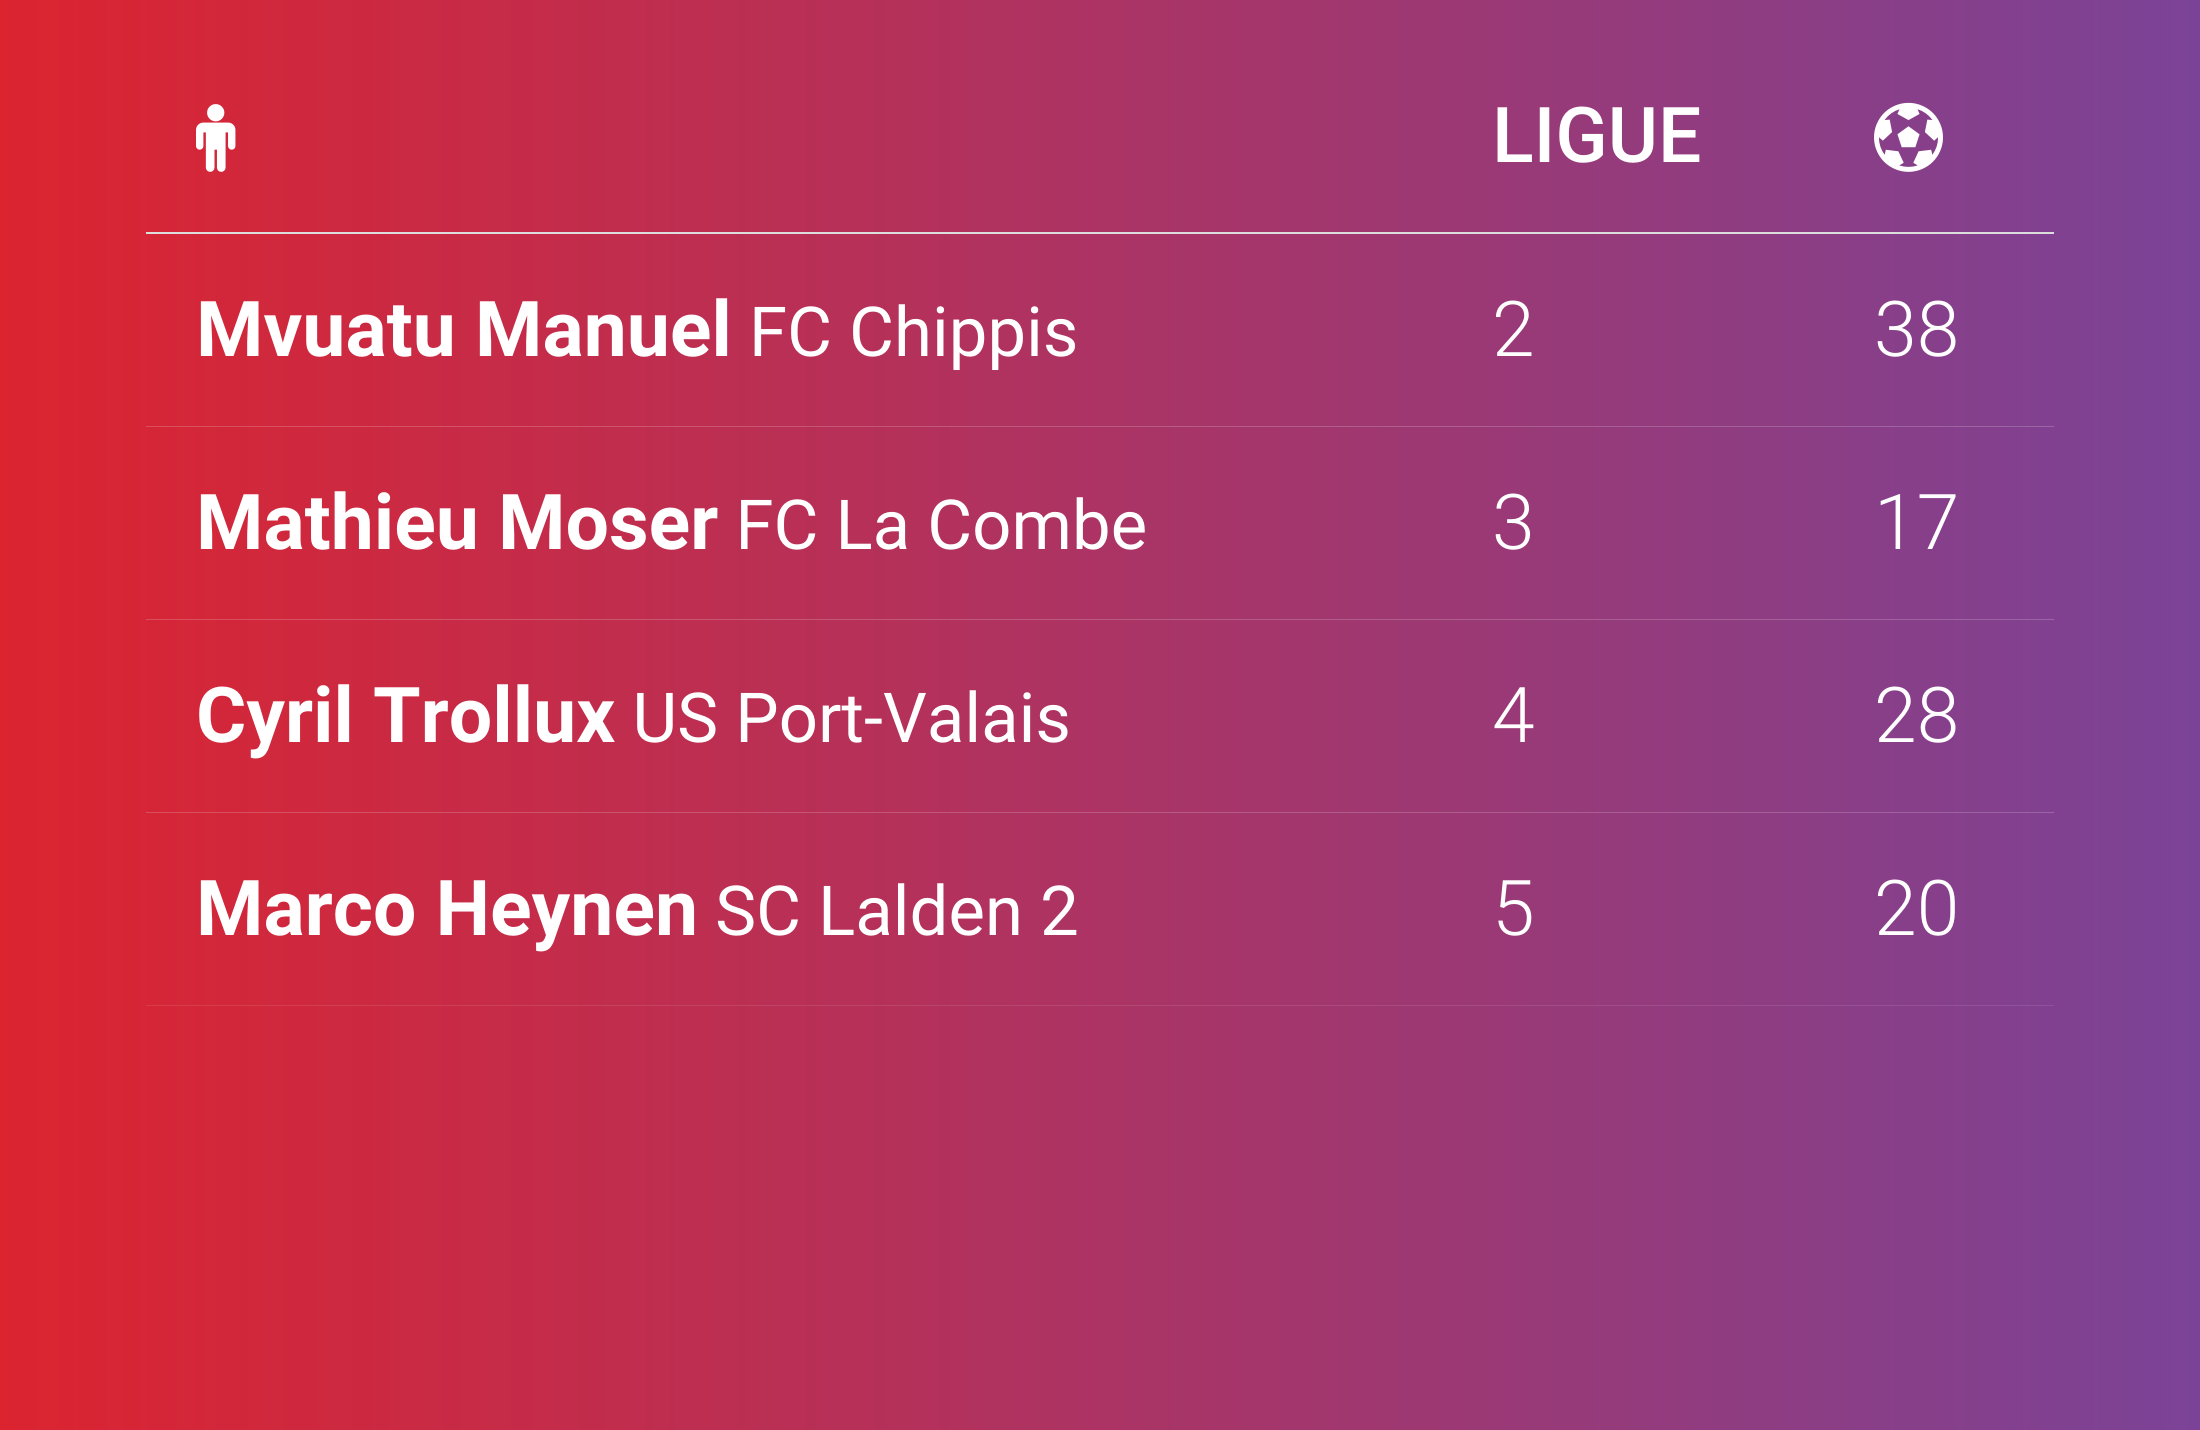 LIGUE
Mvuatu Manuel FC Chippis 2 38
Mathieu Moser FC La Combe 3 17
Cyril Trollux US Port-Valais 4 28
Marco Heynen SC Lalden 2 5 20